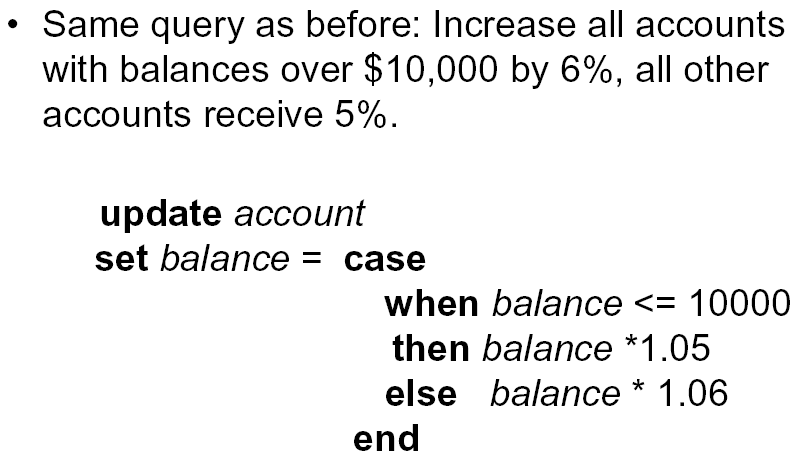 • Same query as before: Increase all accounts
with balances over $10,000 by 6%, all other
accounts receive 5%.
update account
set balance = case
when balance <= 10000
then balance *1.05
else balance * 1.06
end